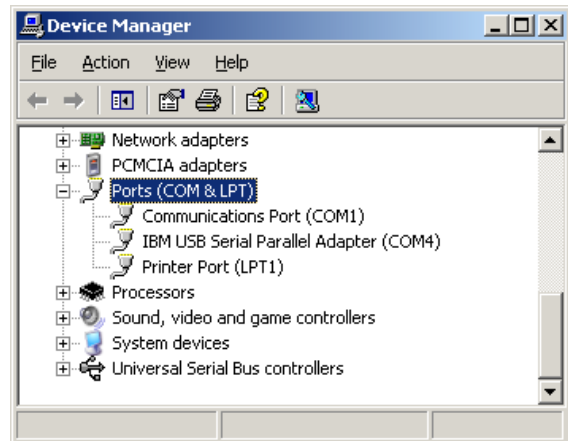 Device Manager
File Action View Help
Network adapters
PCMCIA adapters
Ports (COM & LPT)
Communications Port (COM1)
IBM USB Serial Parallel Adapter (COM4)
Printer Port (LPT1)
Processors
Sound, video and game controllers
System devices
Universal Serial Bus controllers